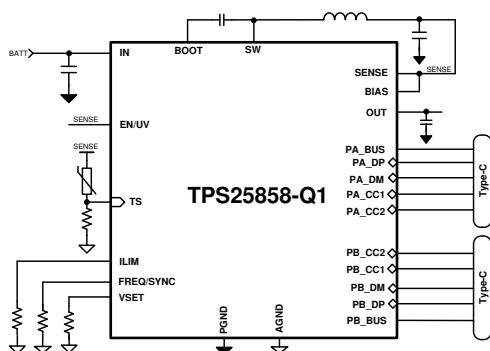 BATT
IN
BOOT
SW
SENSE
SENSE
BIAS
OUT
SENSE
EN/UV
SENSE
TS
TPS25858-Q1
PA_BUS
PA_DP
PA_DM
PA_CC1
PA_CC2
Type-C
ILIM
FREQ/SYNC
VSET
PB_CC2
PB_CC1
PB_DM
PB_DP
PB_BUS
Type-C
PGND
AGND